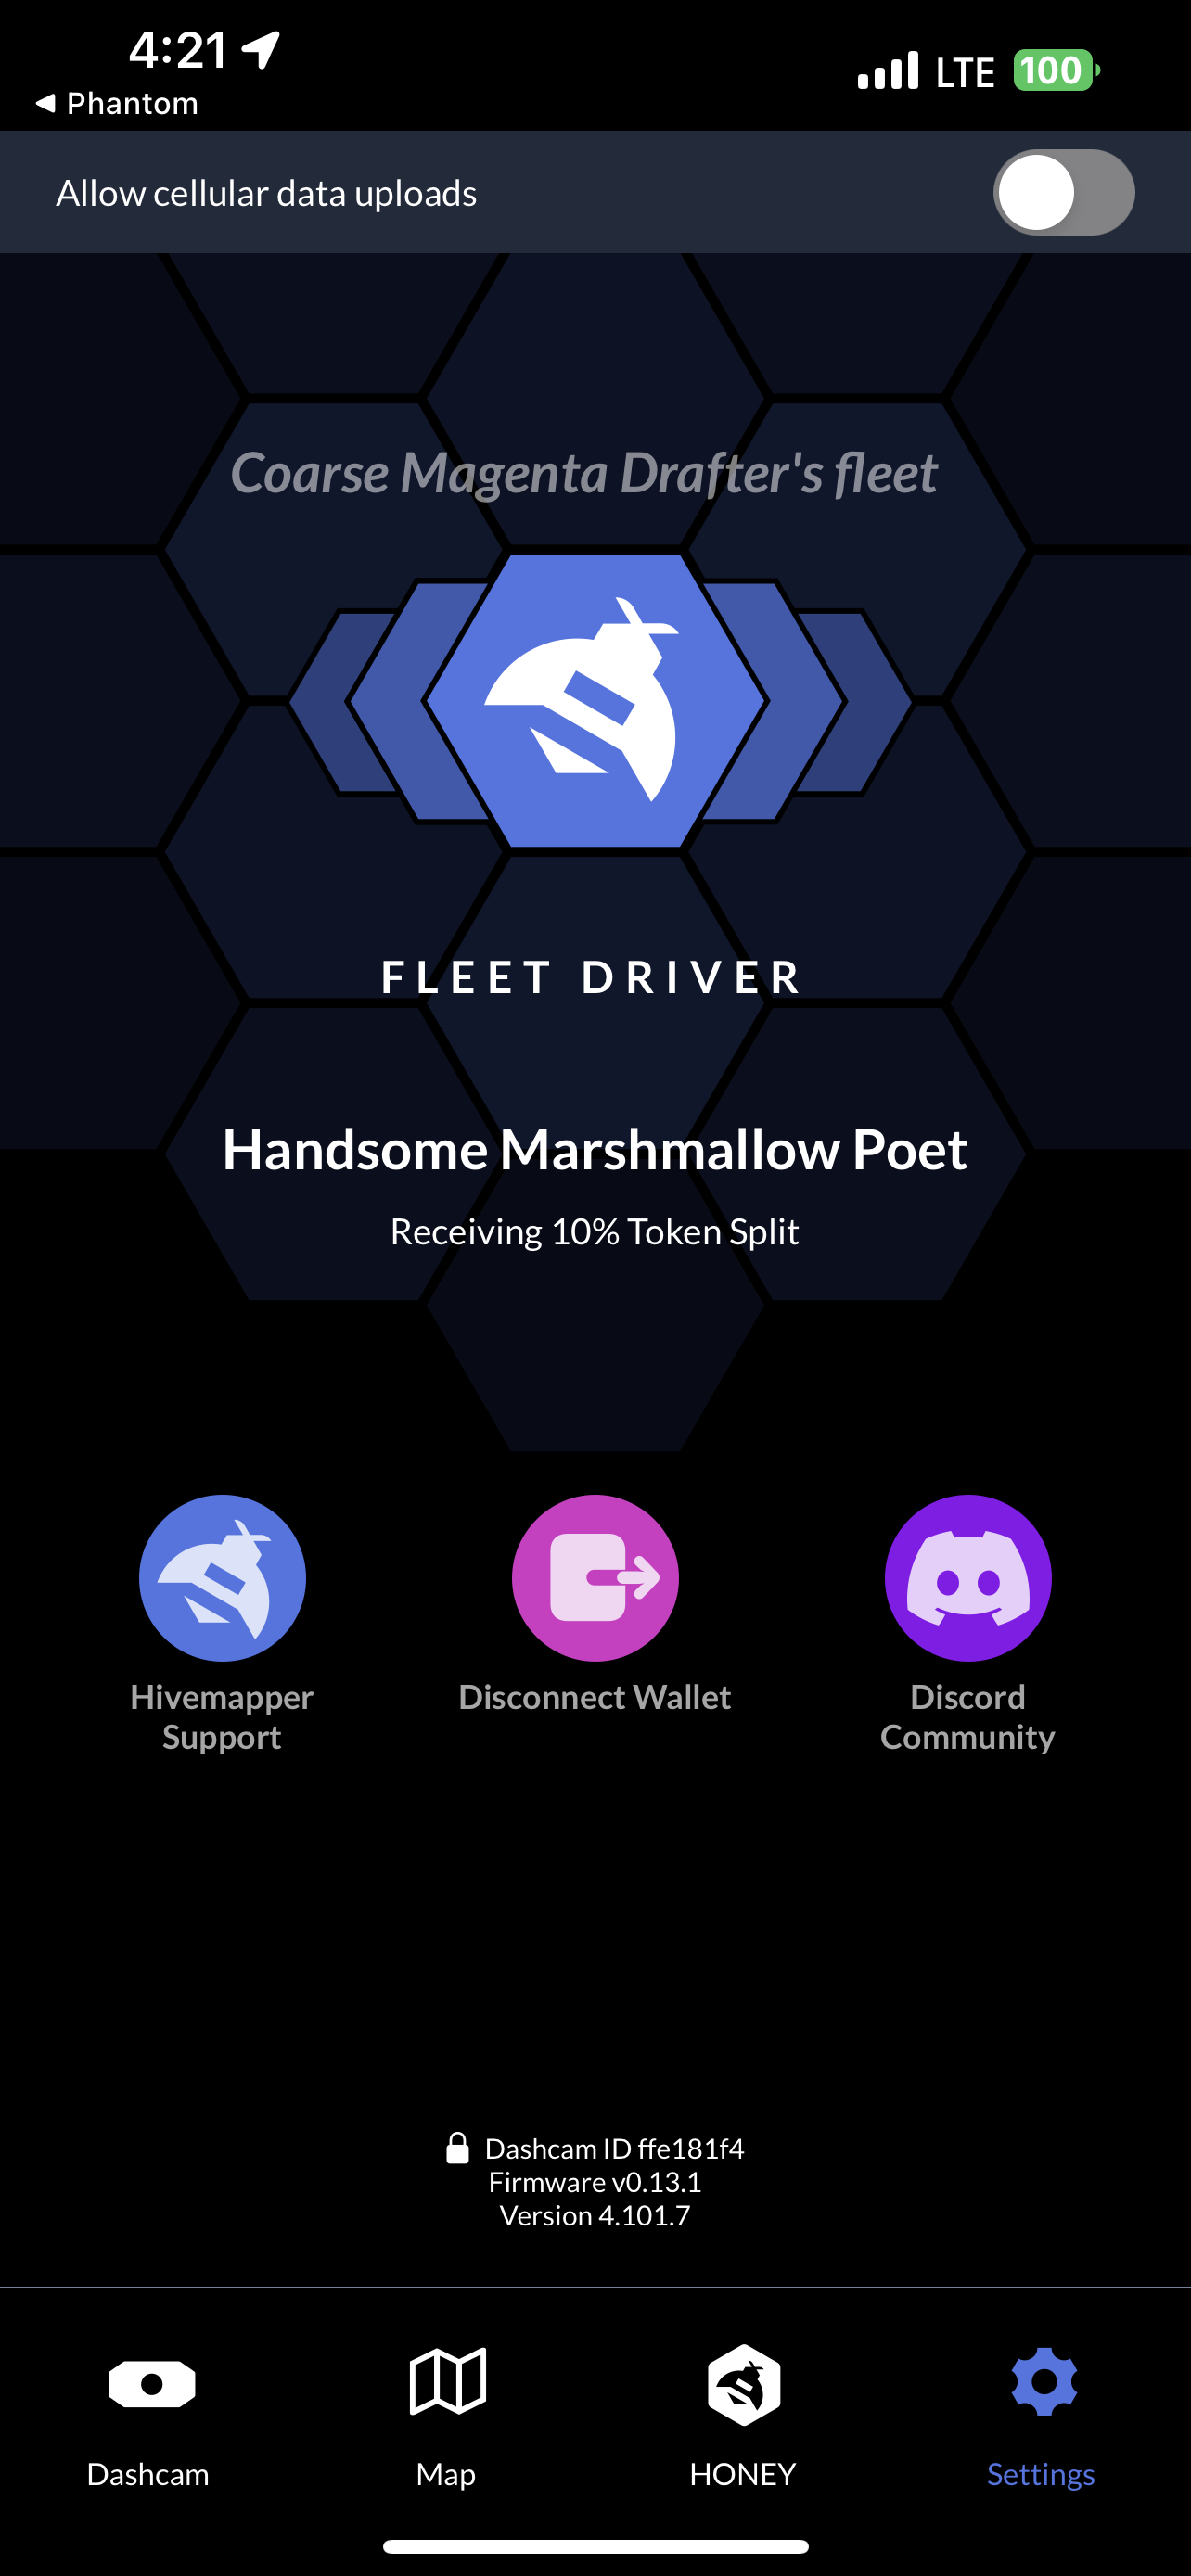 4:21
LTE
100
Phantom
Allow cellular data uploads
Coarse Magenta Drafter's fleet
FLEET DRIVER
Handsome Marshmallow Poet
Receiving 10% Token Split
Hivemapper
Support
Disconnect Wallet
Discord
Community
Dashcam ID ffe181f4
Firmware v0.13.1
Version 4.101.7
Dashcam
Map
HONEY
Settings